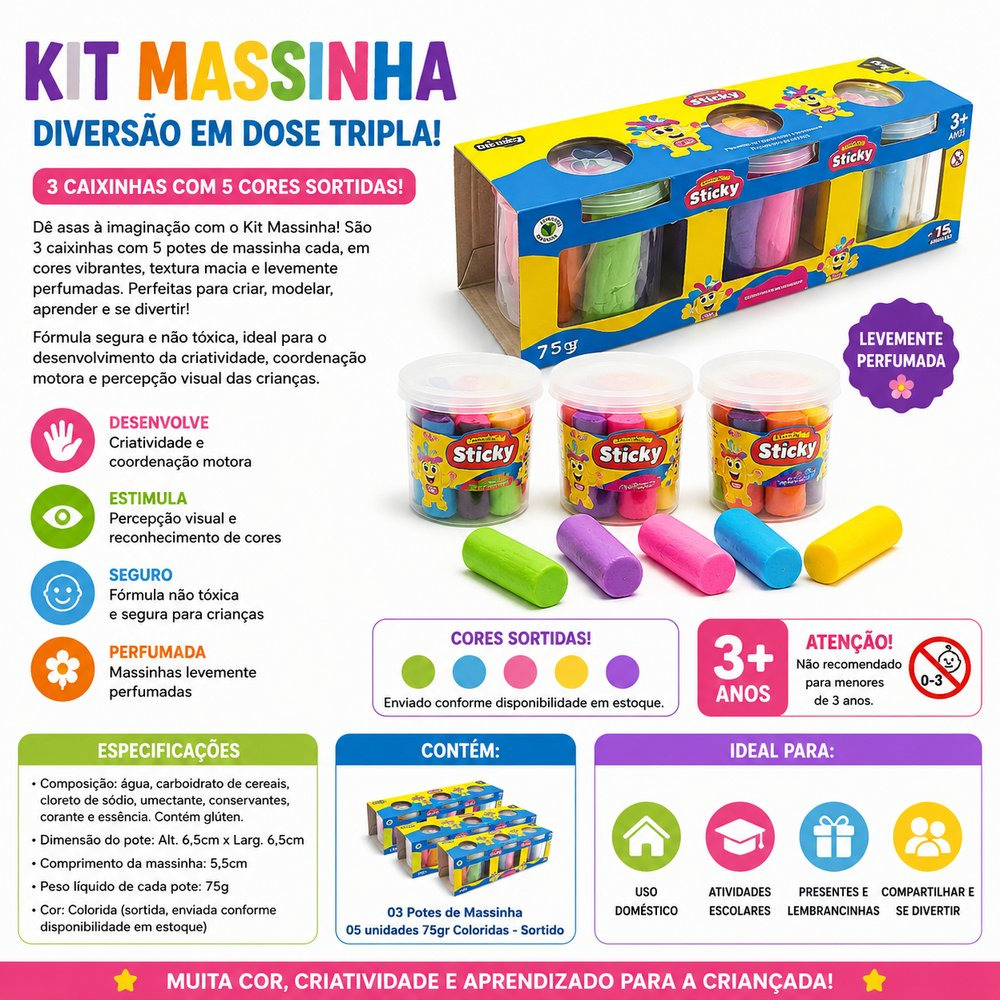 KIT MASSINHA
DIVERSÃO EM DOSE TRIPLA!
3 CAIXINHAS COM 5 CORES SORTIDAS!
Dê asas à imaginação com o Kit Massinha! São
3 caixinhas com 5 potes de massinha cada, em
cores vibrantes, textura macia e levemente
perfumadas. Perfeitas para criar, modelar,
aprender e se divertir!
Fórmula segura e não tóxica, ideal para o
desenvolvimento da criatividade, coordenação
motora e percepção visual das crianças.
DESENVOLVE
Criatividade e
coordenação motora
ESTIMULA
Percepção visual e
reconhecimento de cores
SEGURO
Fórmula não tóxica
e segura para crianças
PERFUMADA
Massinhas levemente
perfumadas
Sticky
3+
ANOS
Sticky
Sticky
15
75g
LEVEMENTE
PERFUMADA
Sticky
Sticky
Sticky
CORES SORTIDAS!
Enviado conforme disponibilidade em estoque.
3+
ANOS
ATENÇÃO!
Não recomendado
para menores
de 3 anos.
0-3
ESPECIFICAÇÕES
• Composição: água, carboidrato de cereais,
cloreto de sódio, umectante, conservantes,
corante e essência. Contém glúten.
• Dimensão do pote: Alt. 6,5cm x Larg. 6,5cm
• Comprimento da massinha: 5,5cm
• Peso líquido de cada pote: 75g
• Cor: Colorida (sortida, enviada conforme
disponibilidade em estoque)
CONTÉM:
03 Potes de Massinha
05 unidades 75gr Coloridas - Sortido
IDEAL PARA:
USO
DOMÉSTICO
ATIVIDADES
ESCOLARES
PRESENTES E
LEMBRANCINHAS
COMPARTILHAR E
SE DIVERTIR
MUITA COR, CRIATIVIDADE E APRENDIZADO PARA A CRIANÇADA!